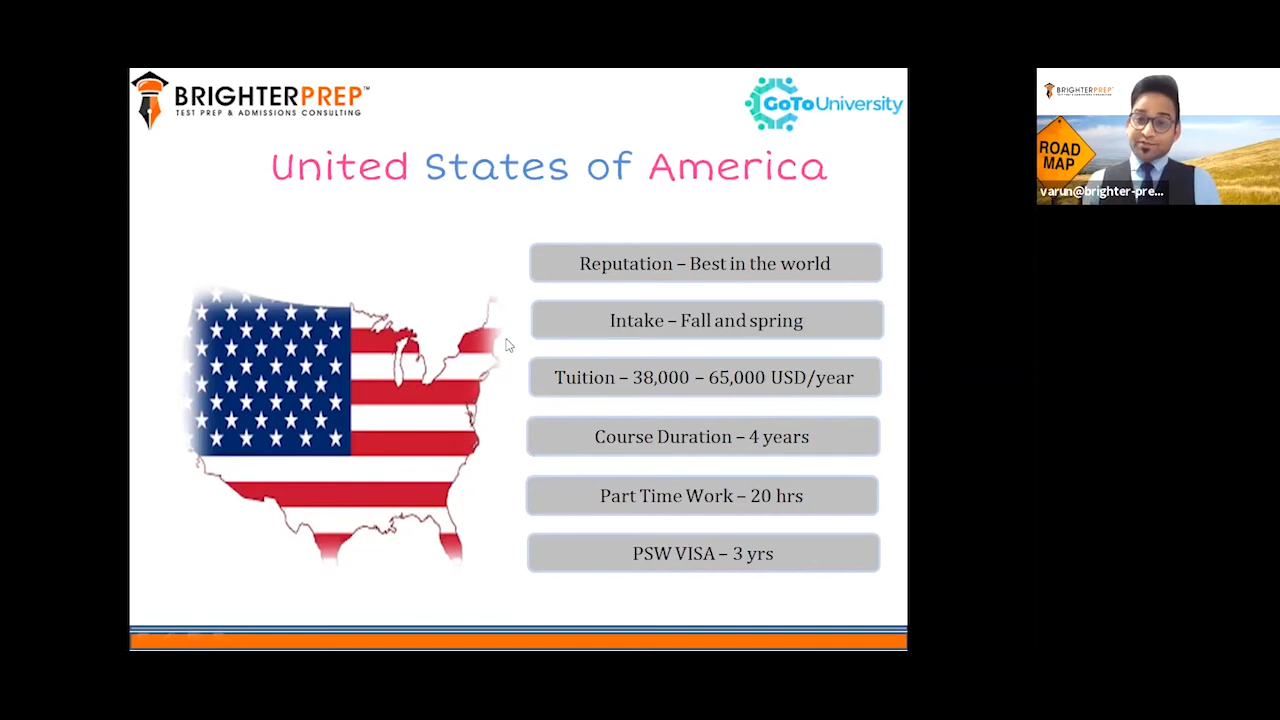 BRIGHTERPREP™
TEST PREP & ADMISSIONS CONSULTING
GoToUniversity
United States of America
Reputation – Best in the world
Intake – Fall and spring
Tuition – 38,000 – 65,000 USD/year
Course Duration – 4 years
Part Time Work – 20 hrs
PSW VISA – 3 yrs
BRIGHTERPREP
ROAD
MAP
varun@brighter-pre...